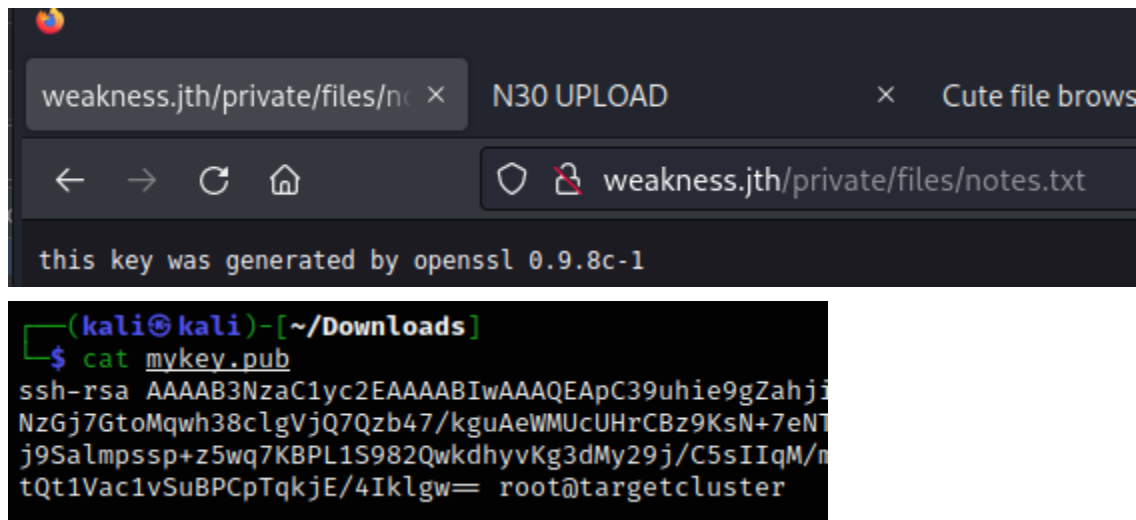 weakness.jth/private/files/n × N30 UPLOAD × Cute file brows
weakness.jth/private/files/notes.txt
this key was generated by openssl 0.9.8c-1
┌──(kali㉿kali)-[~/Downloads]
└─$ cat mykey.pub
ssh-rsa AAAAB3NzaC1yc2EAAAABIwAAAQEApC39uhie9gZahjji
NzGj7GtoMqwh38clgVjQ7Qzb47/kguAeWMUcUHrCBz9KsN+7eNT
j9Salmpssp+z5wq7KBPL1S982QwkdhyvKg3dMy29j/C5sIIqM/m
tQt1Vac1vSuBPCpTqkjE/4Iklgw== root@targetcluster